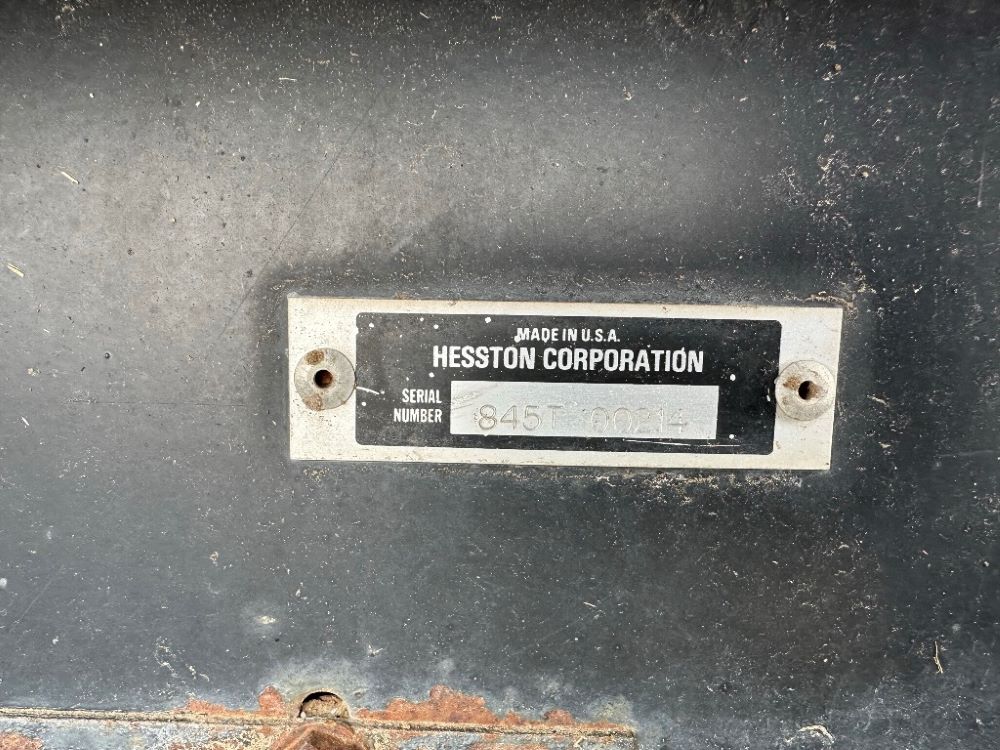 MADE IN U.S.A.
HESSTON CORPORATION
SERIAL
NUMBER
845T 00214